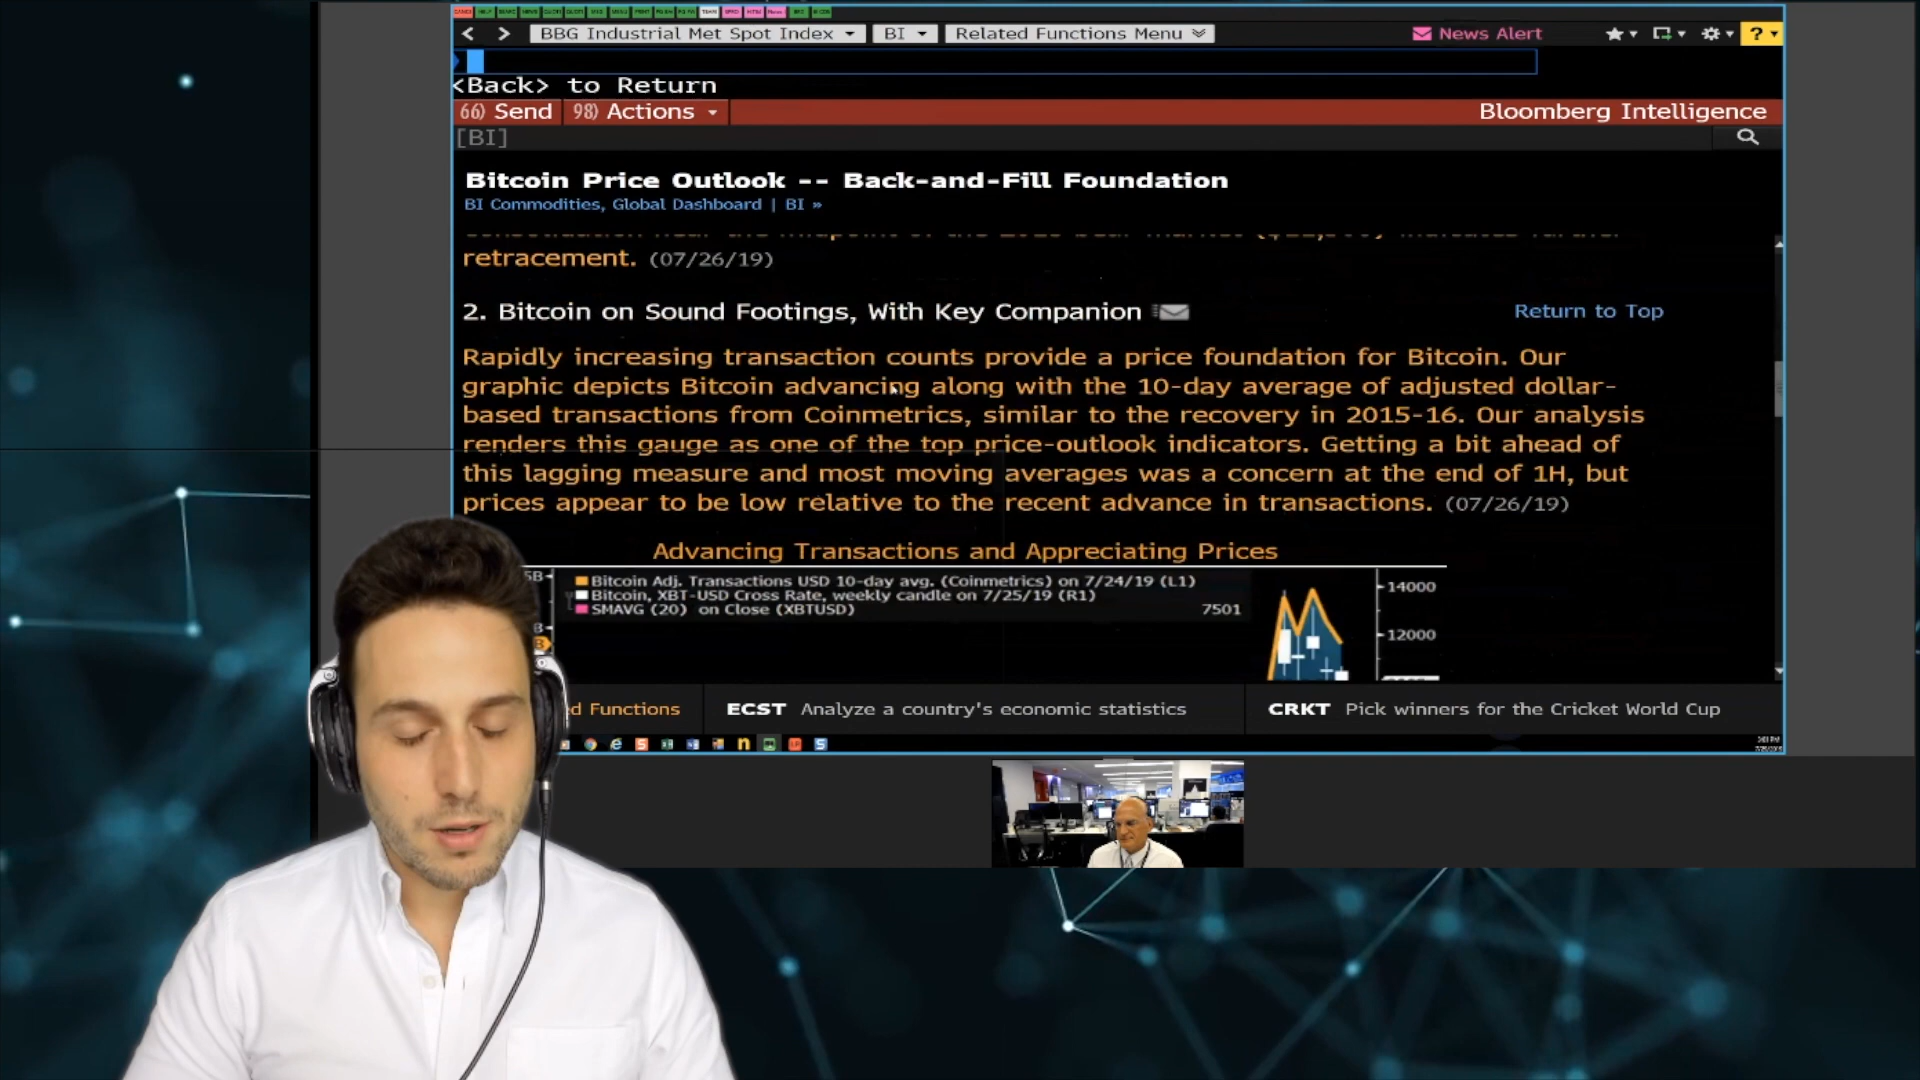 BBG Industrial Met Spot Index
BI
Related Functions Menu
News Alert
?
<Back> to Return
66) Send
98) Actions
Bloomberg Intelligence
[BI]
Bitcoin Price Outlook -- Back-and-Fill Foundation
BI Commodities, Global Dashboard | BI »
retracement. (07/26/19)
2. Bitcoin on Sound Footings, With Key Companion
Return to Top
Rapidly increasing transaction counts provide a price foundation for Bitcoin. Our
graphic depicts Bitcoin advancing along with the 10-day average of adjusted dollar-
based transactions from Coinmetrics, similar to the recovery in 2015-16. Our analysis
renders this gauge as one of the top price-outlook indicators. Getting a bit ahead of
this lagging measure and most moving averages was a concern at the end of 1H, but
prices appear to be low relative to the recent advance in transactions. (07/26/19)
Advancing Transactions and Appreciating Prices
5B
Bitcoin Adj. Transactions USD 10-day avg. (Coinmetrics) on 7/24/19 (L1)
Bitcoin, XBT-USD Cross Rate, weekly candle on 7/25/19 (R1)
SMAVG (20) on Close (XBTUSD) 7501
14000
12000
B
d Functions
ECST Analyze a country's economic statistics
CRKT Pick winners for the Cricket World Cup